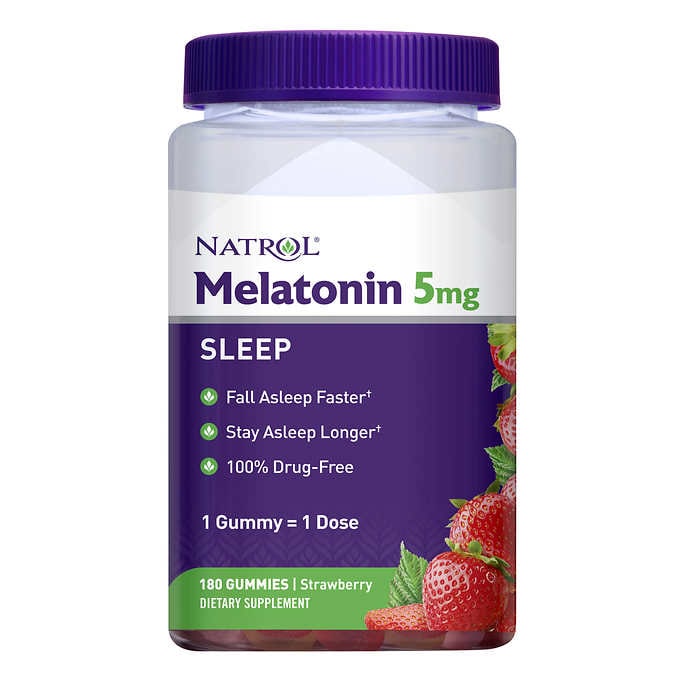 NATROL®
Melatonin 5mg
SLEEP
Fall Asleep Faster†
Stay Asleep Longer†
100% Drug-Free
1 Gummy = 1 Dose
180 GUMMIES | Strawberry
DIETARY SUPPLEMENT